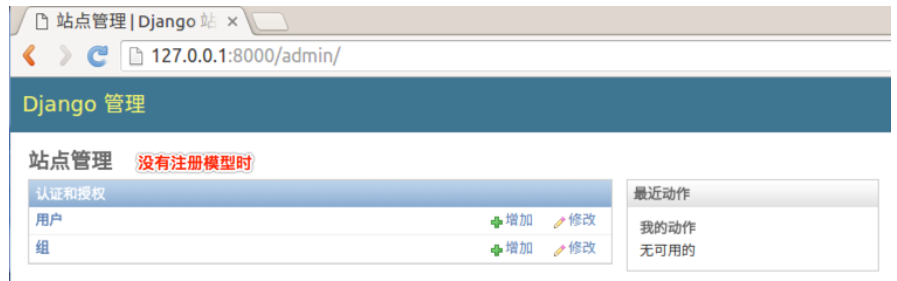 站点管理 | Django 站
127.0.0.1:8000/admin/
Django 管理
站点管理 没有注册模型时
认证和授权
用户 增加 修改
组 增加 修改
最近动作
我的动作
无可用的